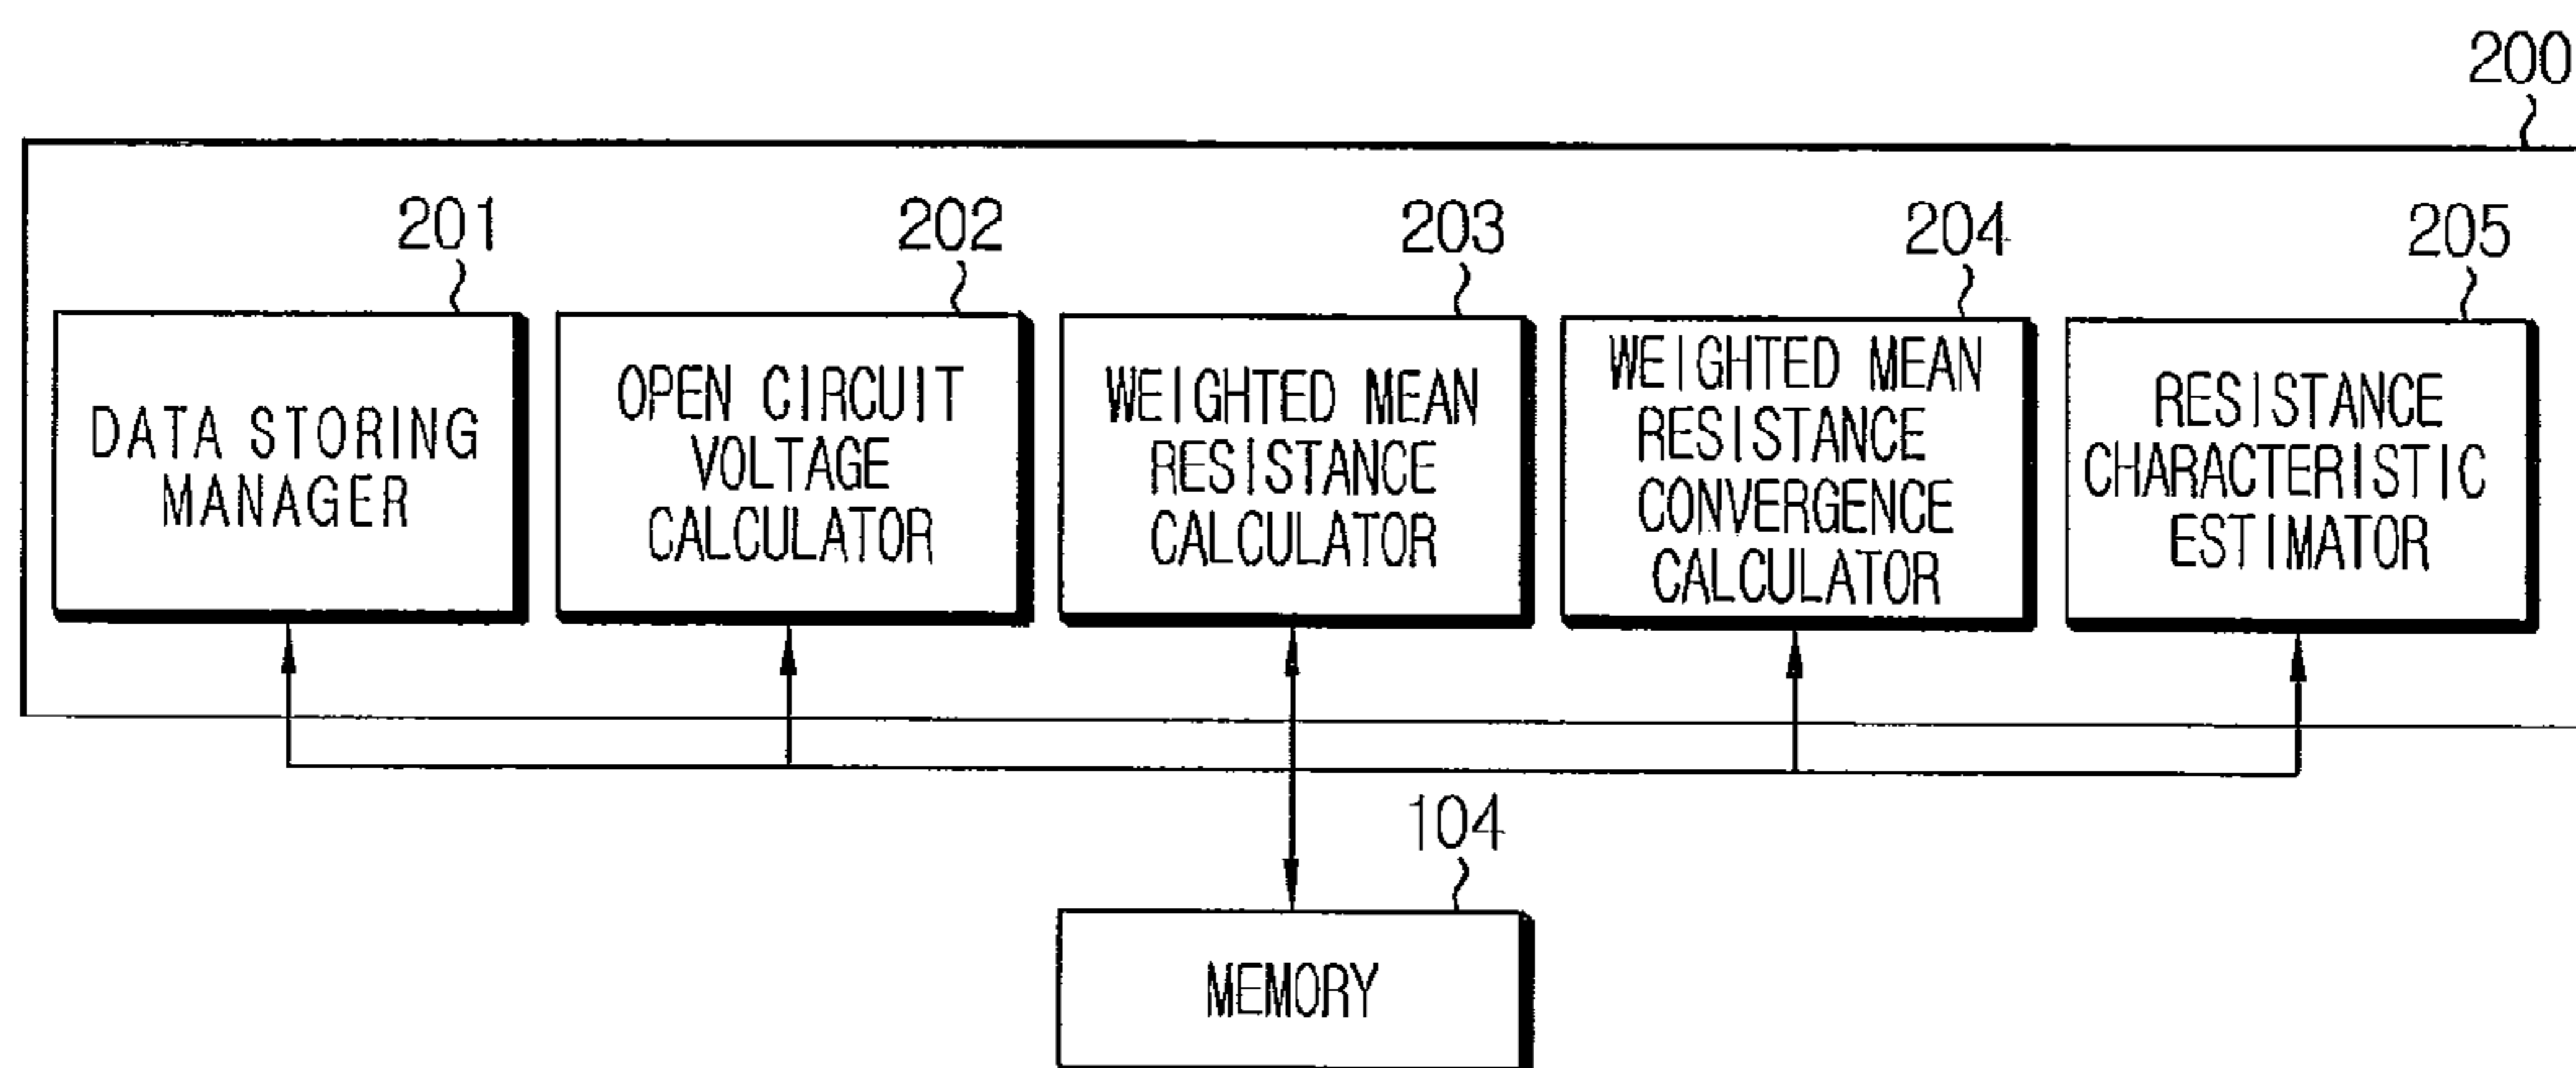 200
201
202
203
204
205
DATA STORING
MANAGER
OPEN CIRCUIT
VOLTAGE
CALCULATOR
WEIGHTED MEAN
RESISTANCE
CALCULATOR
WEIGHTED MEAN
RESISTANCE
CONVERGENCE
CALCULATOR
RESISTANCE
CHARACTERISTIC
ESTIMATOR
104
MEMORY